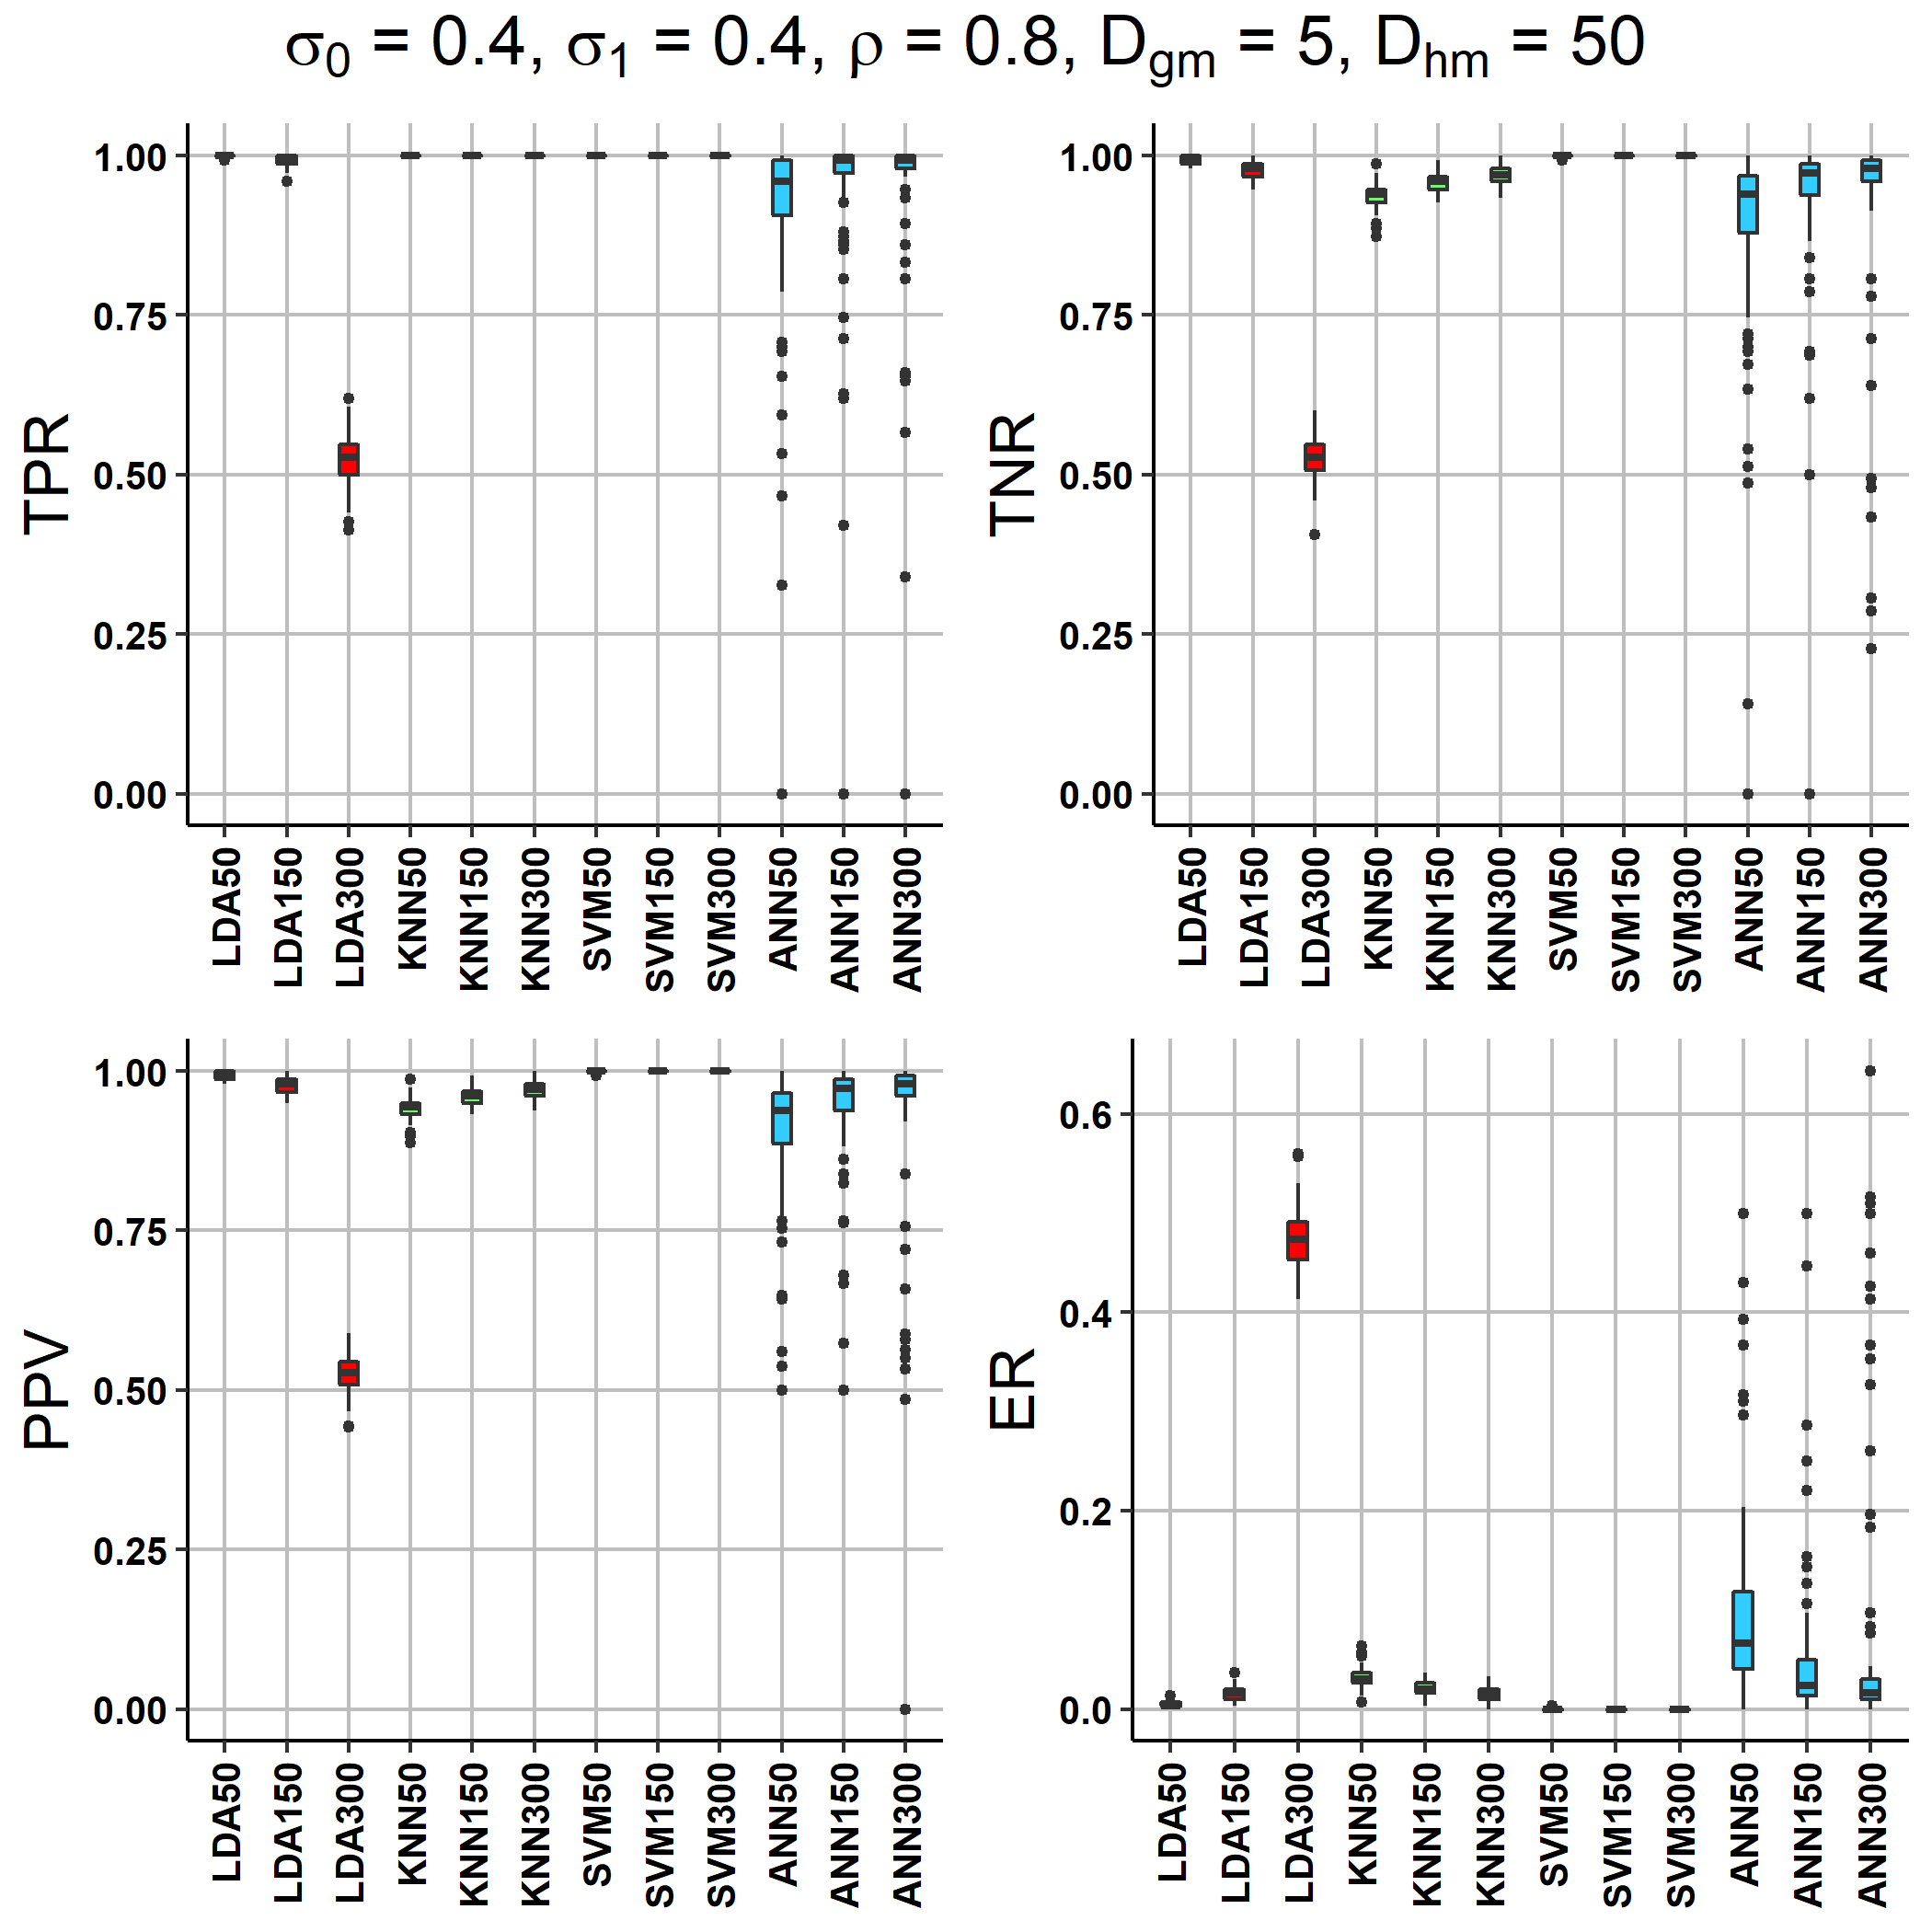 σ0 = 0.4, σ1 = 0.4, ρ = 0.8, Dgm = 5, Dhm = 50
TPR
1.00
0.75
0.50
0.25
0.00
LDA50
LDA150
LDA300
KNN50
KNN150
KNN300
SVM50
SVM150
SVM300
ANN50
ANN150
ANN300
TNR
1.00
0.75
0.50
0.25
0.00
LDA50
LDA150
LDA300
KNN50
KNN150
KNN300
SVM50
SVM150
SVM300
ANN50
ANN150
ANN300
PPV
1.00
0.75
0.50
0.25
0.00
LDA50
LDA150
LDA300
KNN50
KNN150
KNN300
SVM50
SVM150
SVM300
ANN50
ANN150
ANN300
ER
0.6
0.4
0.2
0.0
LDA50
LDA150
LDA300
KNN50
KNN150
KNN300
SVM50
SVM150
SVM300
ANN50
ANN150
ANN300